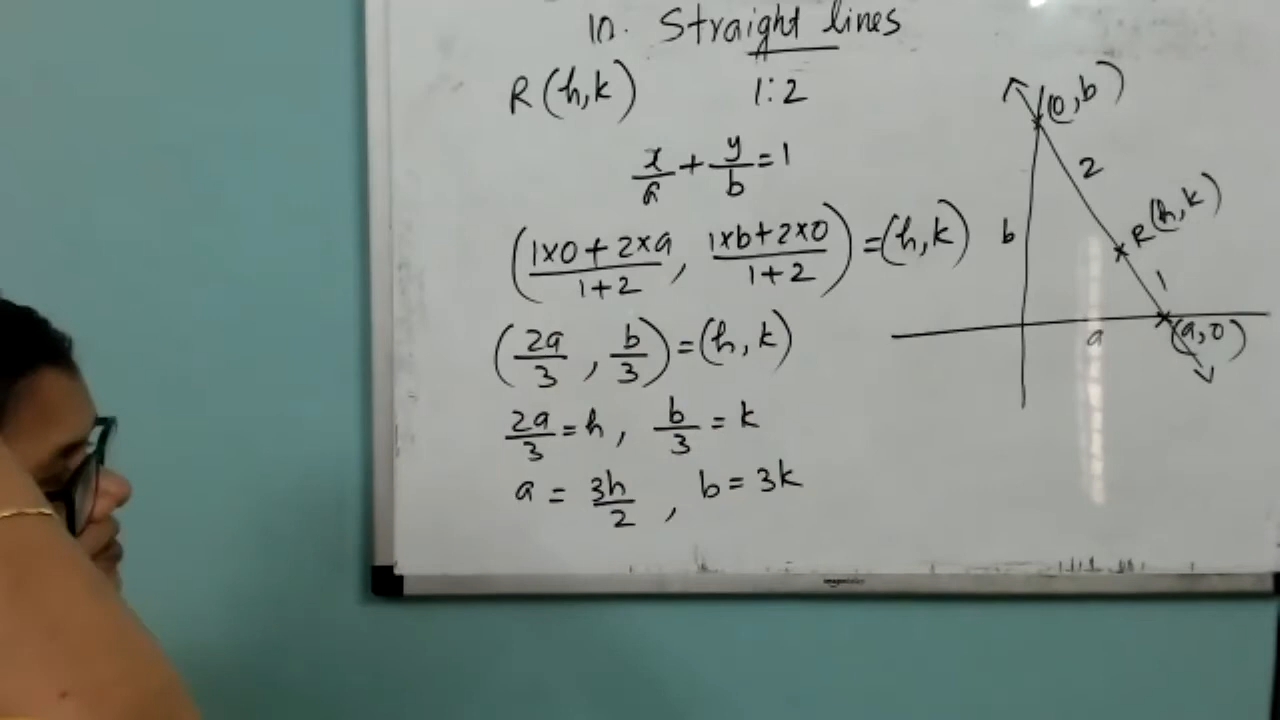 10. Straight lines
R(h,k) 1:2
x/a + y/b = 1
(1×0+2×a/1+2, 1×b+2×0/1+2) = (h,k)
(2a/3, b/3) = (h,k)
2a/3 = h, b/3 = k
a = 3h/2, b = 3k
(0,b)
2
R(h,k)
b
1
a
(a,0)